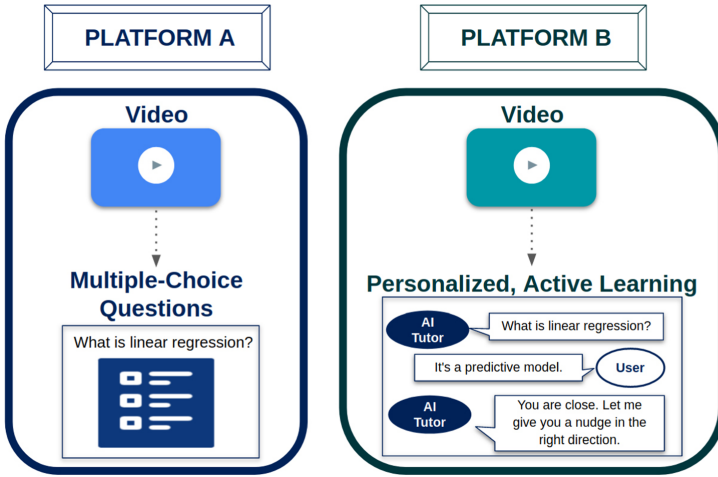 PLATFORM A
PLATFORM B
Video
Multiple-Choice
Questions
What is linear regression?
Video
Personalized, Active Learning
AI
Tutor
What is linear regression?
It's a predictive model.
User
AI
Tutor
You are close. Let me
give you a nudge in the
right direction.